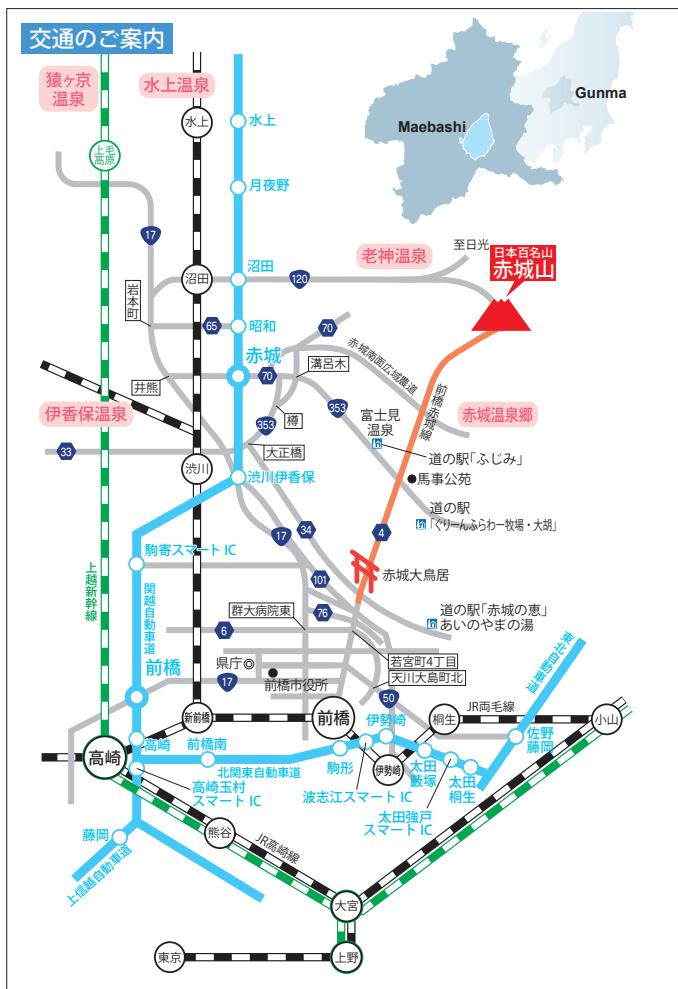 交通のご案内
猿ヶ京
温泉
水上温泉
Gunma
Maebashi
水上
水上
上毛
高原
月夜野
17
老神温泉
至日光
日本百名山
赤城山
沼田
沼田
120
岩本町
65
昭和
70
赤城
溝呂木
赤城南面広域農道
井熊
70
353
前橋赤城線
伊香保温泉
樽
353
富士見
温泉
赤城温泉郷
大正橋
33
道の駅「ふじみ」
渋川
渋川伊香保
馬事公苑
道の駅
「ぐりーんふらわー牧場・大胡」
34
17
4
駒寄スマート IC
上越新幹線
関越自動車道
101
赤城大鳥居
群大病院東
76
道の駅「赤城の恵」
あいのやまの湯
6
若宮町4丁目
東北自動車道
県庁
前橋
17
前橋市役所
天川大島町北
50
JR両毛線
新前橋
前橋
伊勢崎
桐生
小山
高崎
高崎
前橋南
佐野
藤岡
北関東自動車道
駒形
伊勢崎
太田
藪塚
太田
桐生
高崎玉村
スマート IC
波志江スマート IC
太田強戸
スマート IC
藤岡
熊谷
JR高崎線
上信越自動車道
大宮
東京
上野